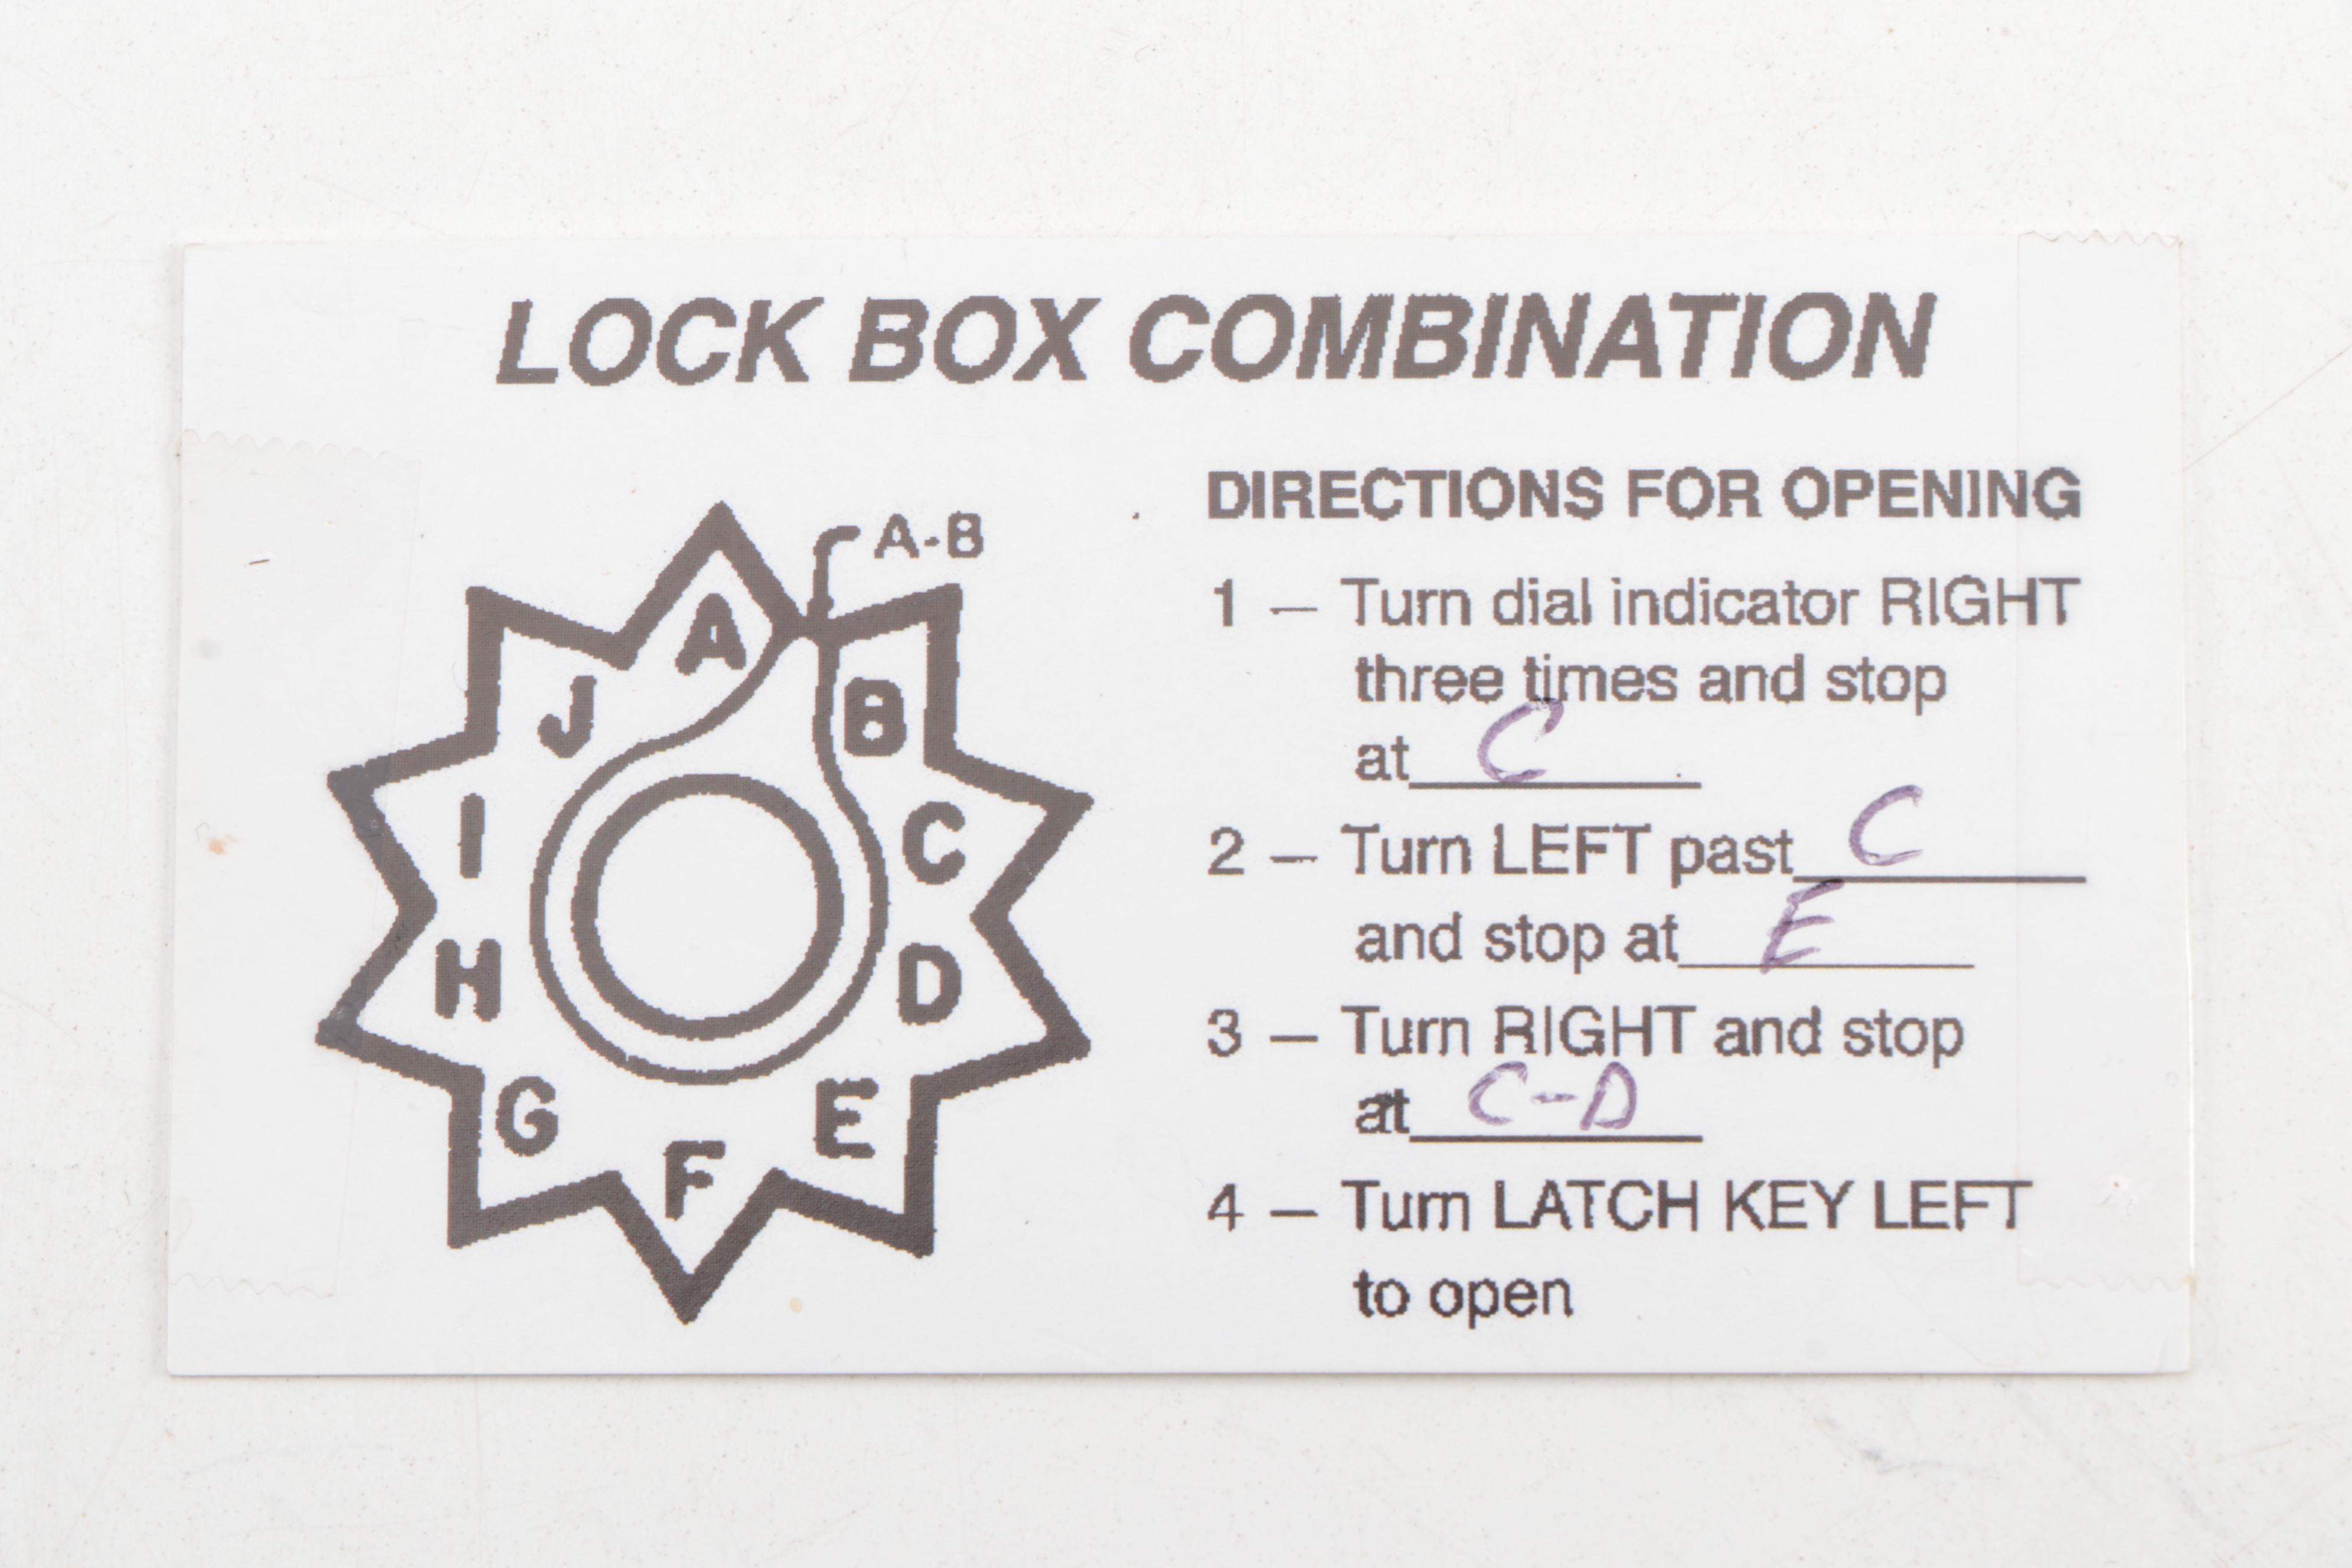 LOCK BOX COMBINATION
A-B
A
B
C
D
E
F
G
H
I
J
DIRECTIONS FOR OPENING
1 – Turn dial indicator RIGHT
three times and stop
at C
2 – Turn LEFT past C
and stop at E
3 – Turn RIGHT and stop
at C-D
4 – Turn LATCH KEY LEFT
to open